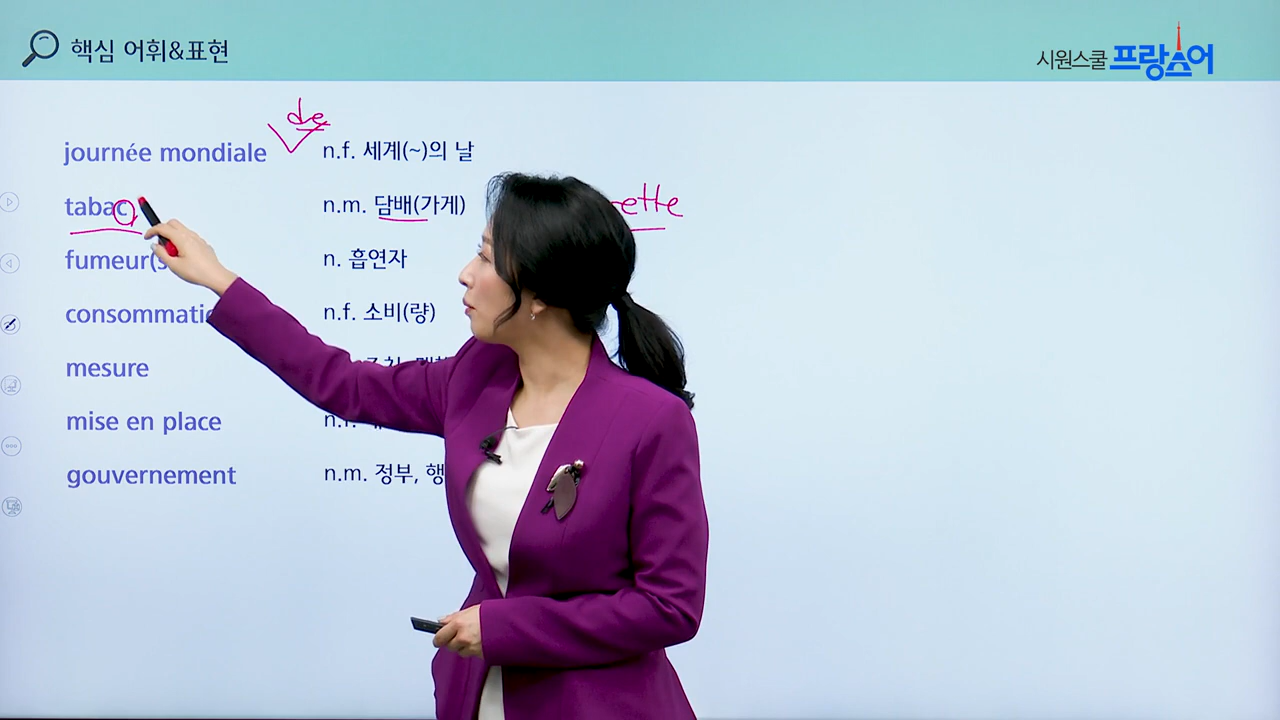 핵심 어휘&표현
시원스쿨 프랑스어
de
journée mondiale n.f. 세계(~)의 날
tabac n.m. 담배(가게) ette
fumeur(s n. 흡연자
consommatio n.f. 소비(량)
mesure
mise en place n.f.
gouvernement n.m. 정부, 행